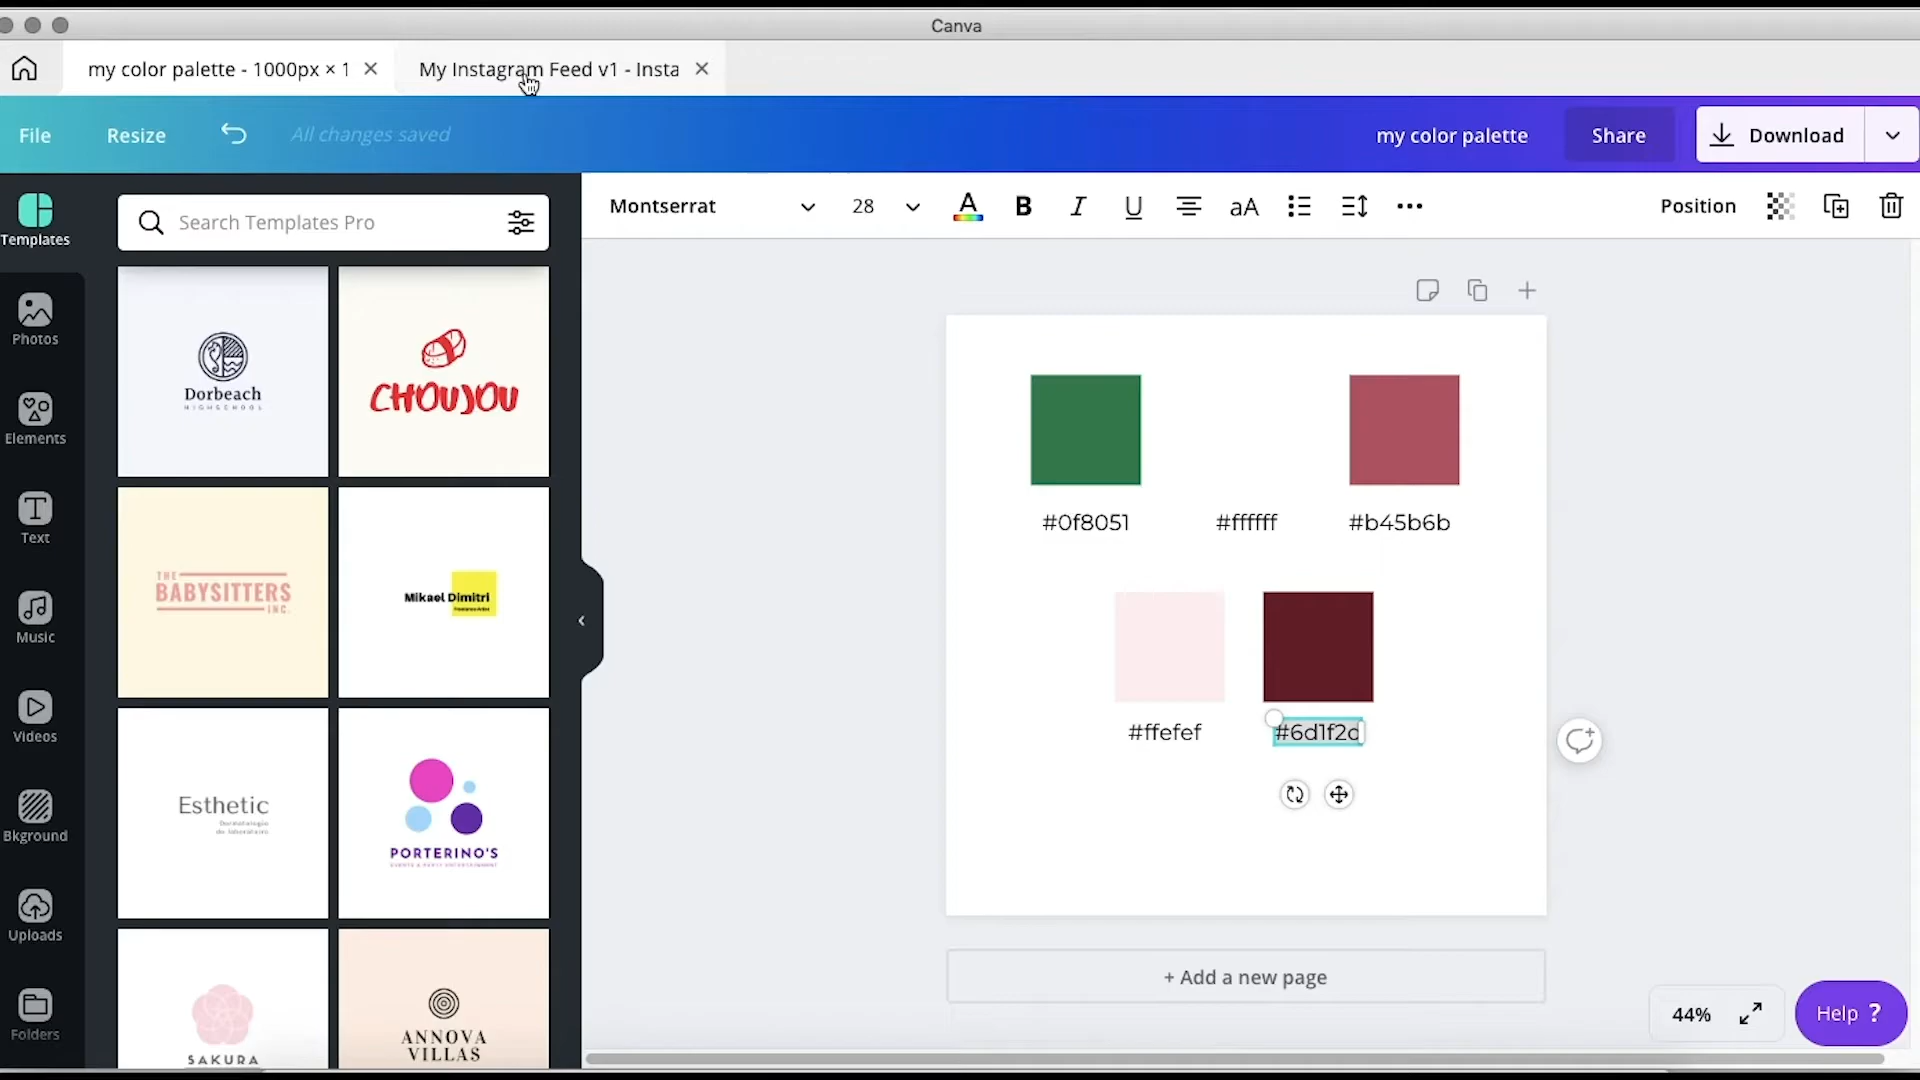 Canva
my color palette - 1000px × 1
My Instagram Feed v1 - Insta
File
Resize
All changes saved
my color palette
Share
Download
Templates
Search Templates Pro
Montserrat
28
A
B
I
U
aA
Position
Photos
Elements
Text
Music
Videos
Bkground
Uploads
Folders
Dorbeach
HIGHSCHOOL
CHOUJOU
THE
BABYSITTERS
INC.
Mikael Dimitri
Esthetic
PORTERINO'S
SAKURA
ANNOVA
VILLAS
#0f8051
#ffffff
#b45b6b
#ffefef
#6d1f2d
+ Add a new page
44%
Help ?